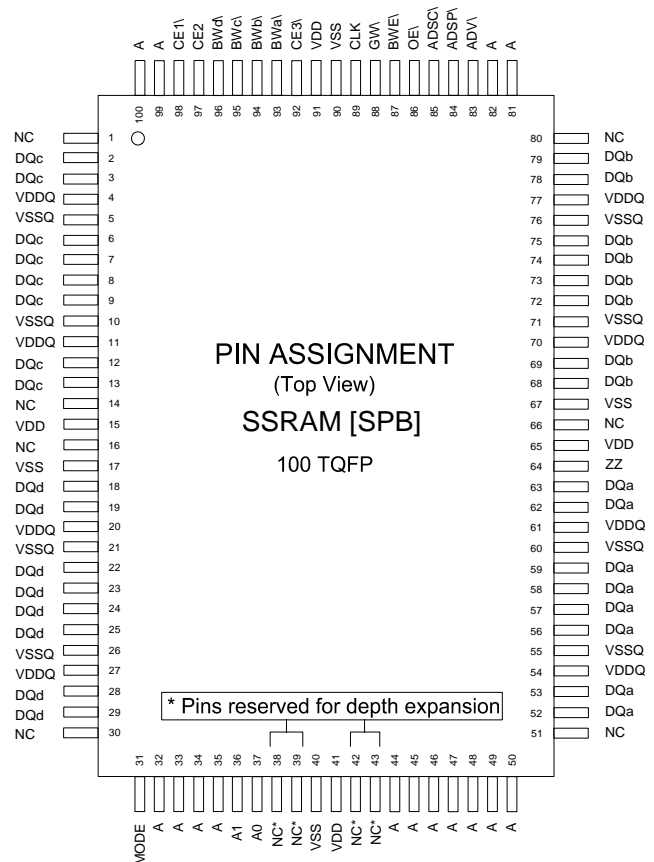 A A CE1\ CE2 BWd\ BWc\ BWb\ BWa\ CE3\ VDD VSS CLK GW\ BWE\ OE\ ADSC\ ADSP\ ADV\ A A
100 99 98 97 96 95 94 93 92 91 90 89 88 87 86 85 84 83 82 81
NC 1 80 NC
DQc 2 79 DQb
DQc 3 78 DQb
VDDQ 4 77 VDDQ
VSSQ 5 76 VSSQ
DQc 6 75 DQb
DQc 7 74 DQb
DQc 8 73 DQb
DQc 9 72 DQb
VSSQ 10 71 VSSQ
VDDQ 11 70 VDDQ
DQc 12 69 DQb
DQc 13 68 DQb
NC 14 67 VSS
VDD 15 66 NC
NC 16 65 VDD
VSS 17 64 ZZ
DQd 18 63 DQa
DQd 19 62 DQa
VDDQ 20 61 VDDQ
VSSQ 21 60 VSSQ
DQd 22 59 DQa
DQd 23 58 DQa
DQd 24 57 DQa
DQd 25 56 DQa
VSSQ 26 55 VSSQ
VDDQ 27 54 VDDQ
DQd 28 53 DQa
DQd 29 52 DQa
NC 30 51 NC
PIN ASSIGNMENT
(Top View)
SSRAM [SPB]
100 TQFP
* Pins reserved for depth expansion
31 32 33 34 35 36 37 38 39 40 41 42 43 44 45 46 47 48 49 50
MODE A A A A A1 A0 NC* NC* VSS VDD NC* NC* A A A A A A A